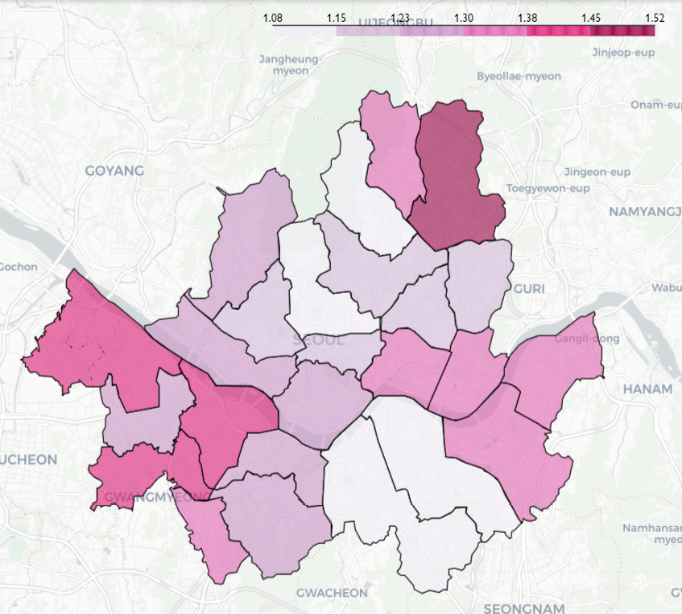 1.08 1.15 1.23 1.30 1.38 1.45 1.52
UIJEONGBU
Jinjeop-eup
Jangheung-
myeon
Byeollae-myeon
Onam-eup
GOYANG
Jingeon-eup
Toegyewon-eup
NAMYANGJ
Gochon
GURI
Wabu
SEOUL
Gangil-dong
HANAM
UCHEON
GWANGMYEONG
Namhansan
myeo
GWACHEON
SEONGNAM